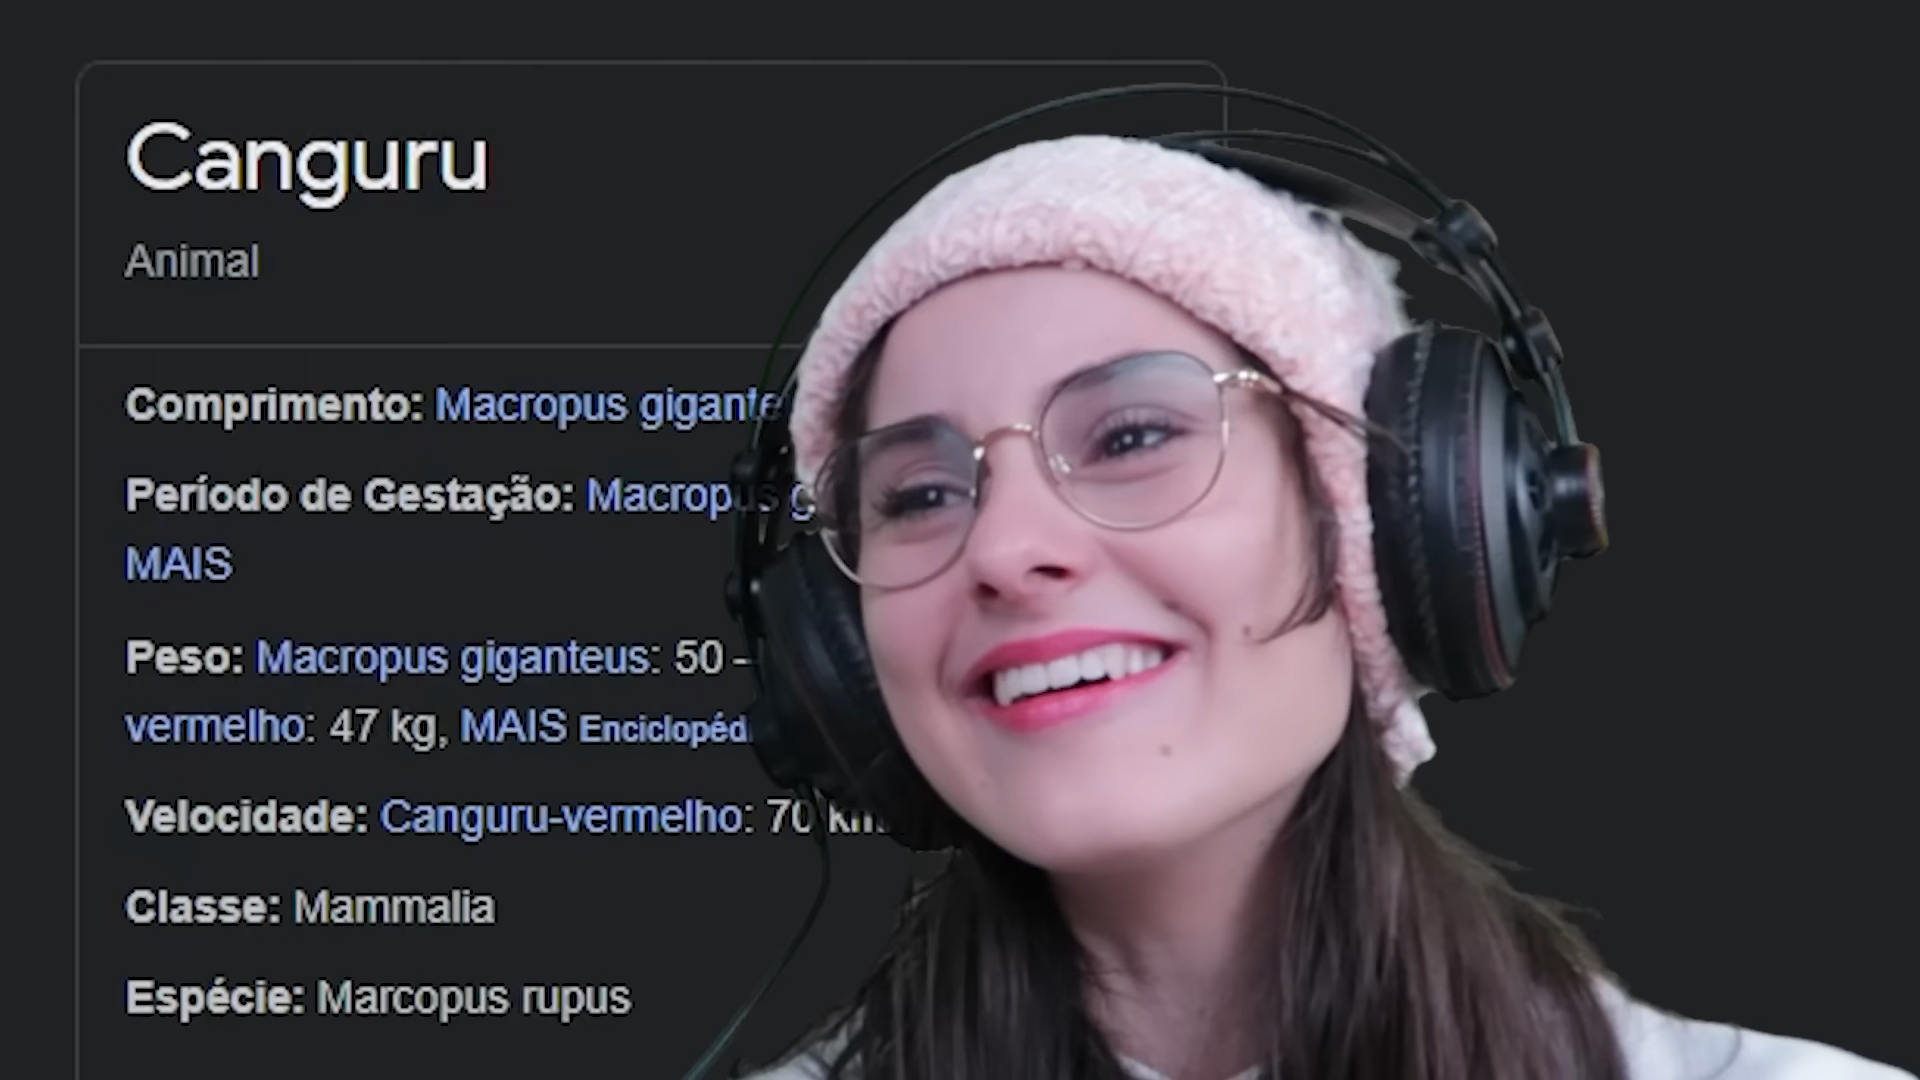 Canguru
Animal
Comprimento: Macropus
Período de Gestação: Macropus
MAIS
Peso: Macropus giganteus: 50 –
vermelho: 47 kg, MAIS
Velocidade: Canguru-vermelho: 70
Classe: Mammalia
Espécie: Marcopus rupus